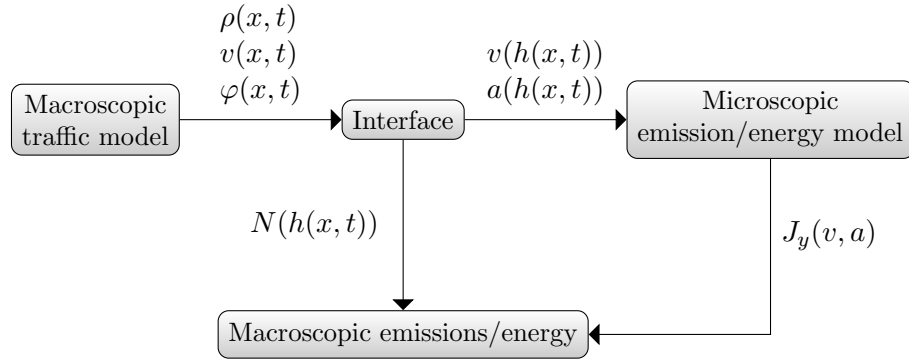 ρ(x, t)
v(x, t)
φ(x, t)
v(h(x, t))
a(h(x, t))
Macroscopic
traffic model
Interface
Microscopic
emission/energy model
N(h(x, t))
J_y(v, a)
Macroscopic emissions/energy